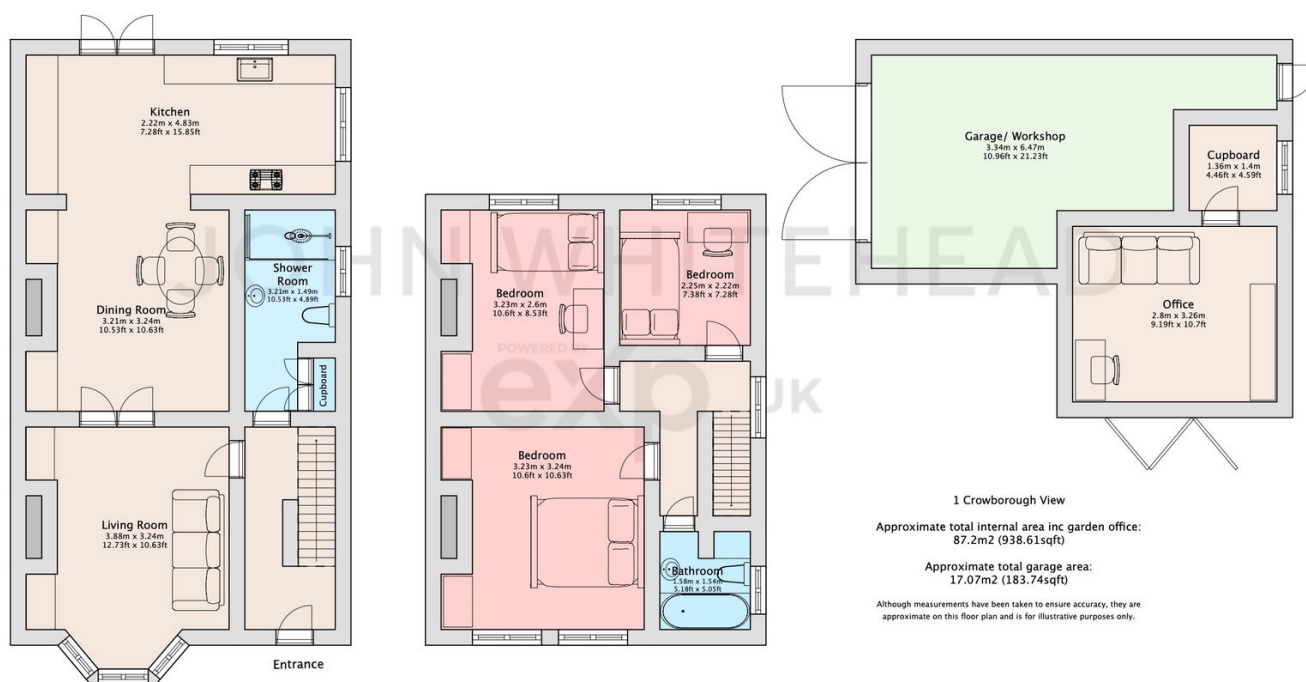 Kitchen
2.22m x 4.83m
7.28ft x 15.85ft
Shower
Room
3.21m x 1.49m
10.53ft x 4.89ft
Dining Room
3.21m x 3.24m
10.53ft x 10.63ft
Cupboard
Living Room
3.88m x 3.24m
12.73ft x 10.63ft
Entrance
Bedroom
3.23m x 2.6m
10.6ft x 8.53ft
Bedroom
2.25m x 2.22m
7.38ft x 7.28ft
Bedroom
3.23m x 3.24m
10.6ft x 10.63ft
Bathroom
1.58m x 1.54m
5.18ft x 5.05ft
Garage/ Workshop
3.34m x 6.47m
10.96ft x 21.23ft
Cupboard
1.36m x 1.4m
4.46ft x 4.59ft
Office
2.8m x 3.26m
9.19ft x 10.7ft
JOHN WHITEHEAD
POWERED BY
exp UK
1 Crowborough View
Approximate total internal area inc garden office:
87.2m2 (938.61sqft)
Approximate total garage area:
17.07m2 (183.74sqft)
Although measurements have been taken to ensure accuracy, they are
approximate on this floor plan and is for illustrative purposes only.